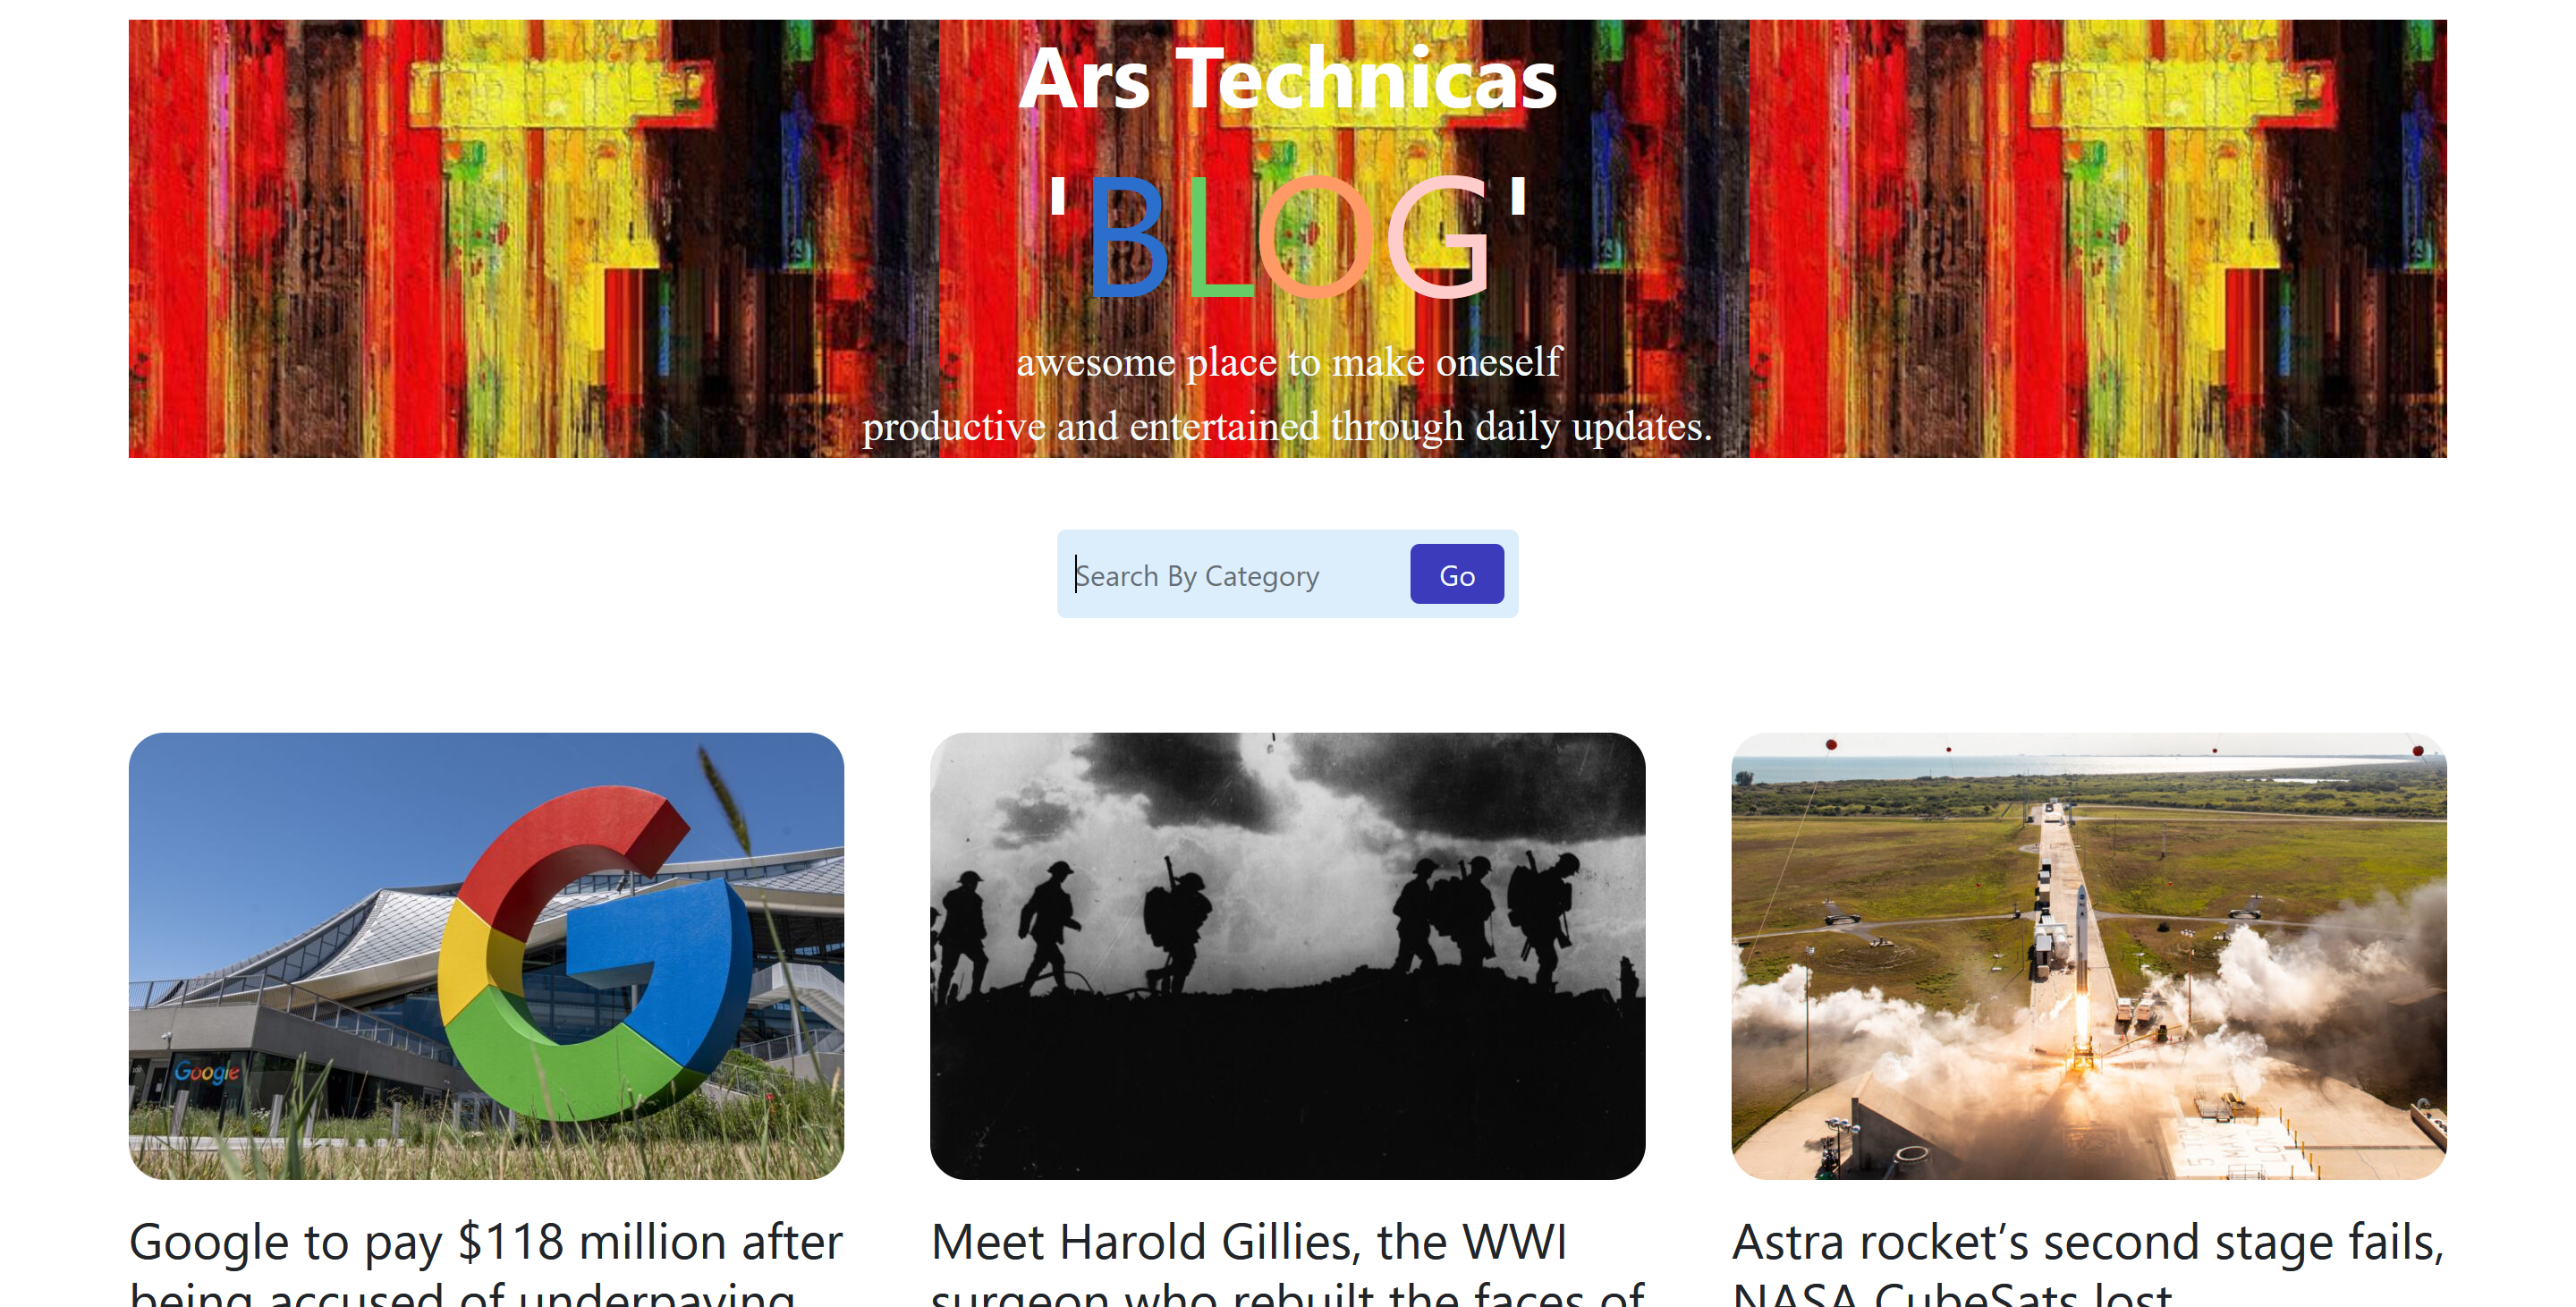 Ars Technicas
'BLOG'
awesome place to make oneself
productive and entertained through daily updates.
Search By Category
Go
Google
Google to pay $118 million after
being accused of underpaying
Meet Harold Gillies, the WWI
surgeon who rebuilt the faces of
Astra rocket’s second stage fails,
NASA CubeSats lost